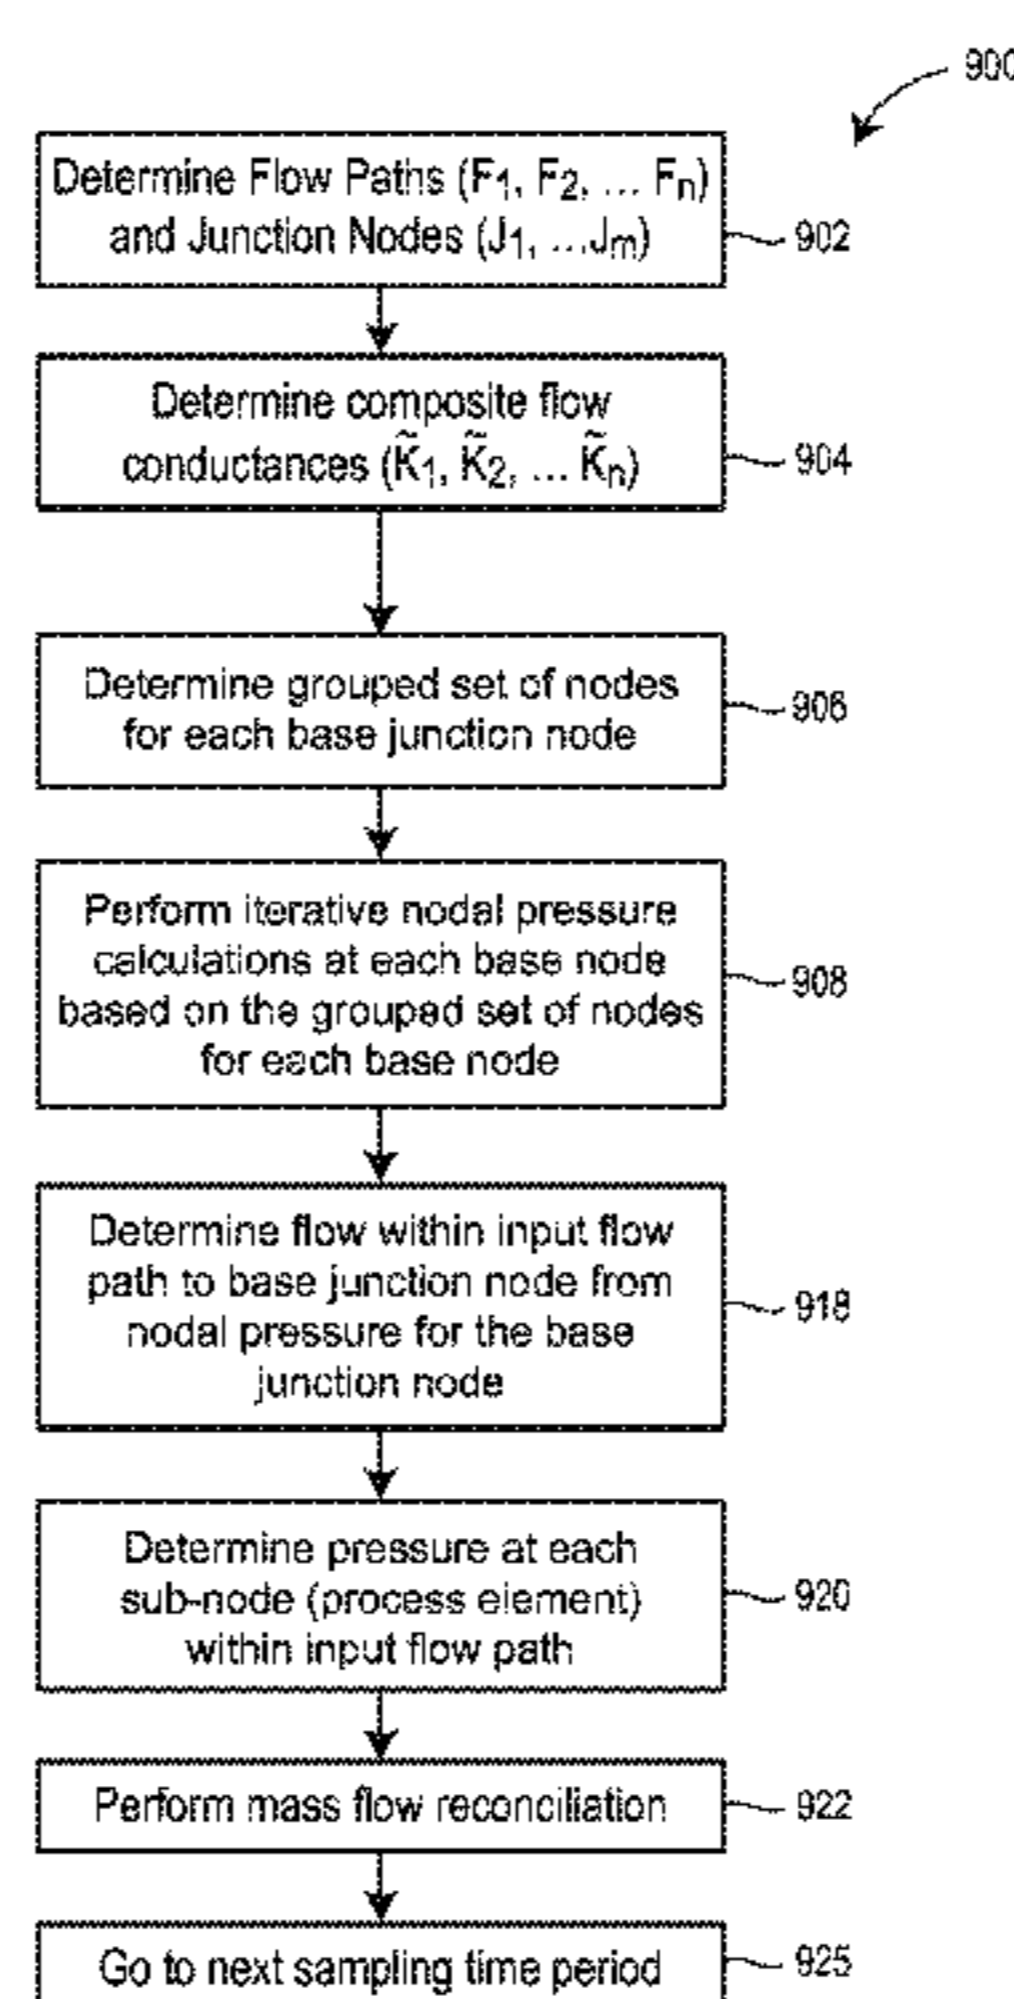 900
Determine Flow Paths (F1, F2, ... Fn)
and Junction Nodes (J1, ...Jm)
902
Determine composite flow
conductances (K̃1, K̃2, ... K̃n)
904
Determine grouped set of nodes
for each base junction node
906
Perform iterative nodal pressure
calculations at each base node
based on the grouped set of nodes
for each base node
908
Determine flow within input flow
path to base junction node from
nodal pressure for the base
junction node
918
Determine pressure at each
sub-node (process element)
within input flow path
920
Perform mass flow reconciliation
922
Go to next sampling time period
925